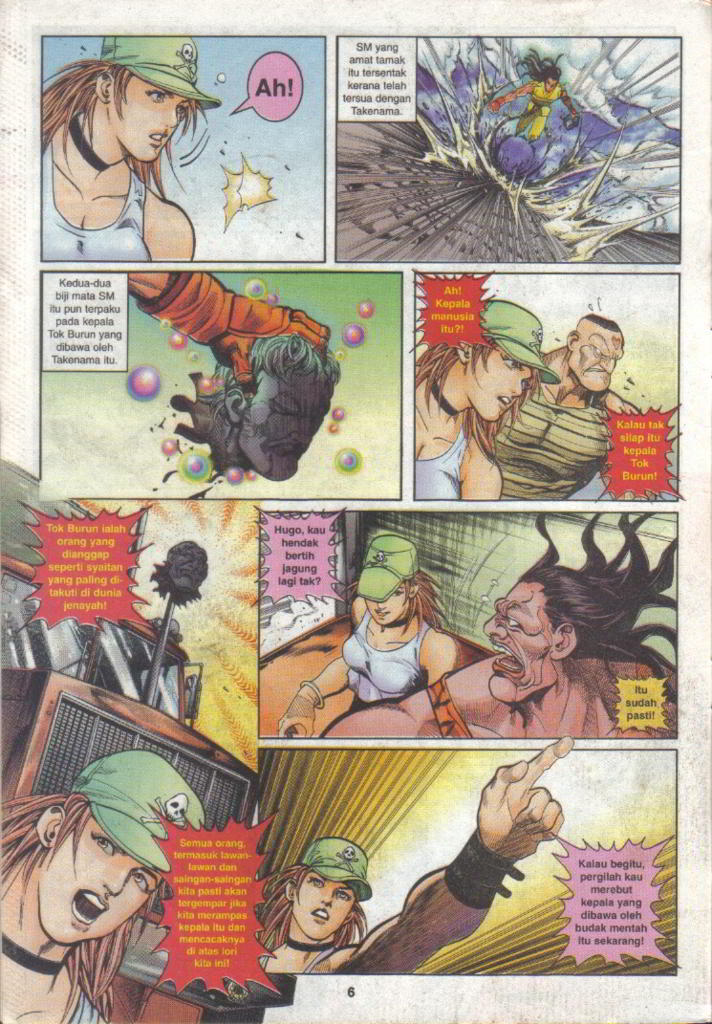 Ah!
SM yang
amat tamak
itu tersentak
kerana telah
tersua dengan
Takenama.
Kedua-dua
biji mata SM
itu pun terpaku
pada kepala
Tok Burun yang
dibawa oleh
Takenama itu.
Ah!
Kepala
manusia
itu?!
Kalau tak
silap itu
kepala
Tok
Burun!
Tok Burun ialah
orang yang
dianggap
seperti syaitan
yang paling di-
takuti di dunia
jenayah!
Hugo, kau
hendak
bertih
jagung
lagi tak?
Itu
sudah
pasti!
Semua orang,
termasuk lawan-
lawan dan
saingan-saingan
kita pasti akan
tergempar jika
kita merampas
kepala itu dan
mencacaknya
di atas lori
kita ini!
Kalau begitu,
pergilah kau
merebut
kepala yang
dibawa oleh
budak mentah
itu sekarang!
6